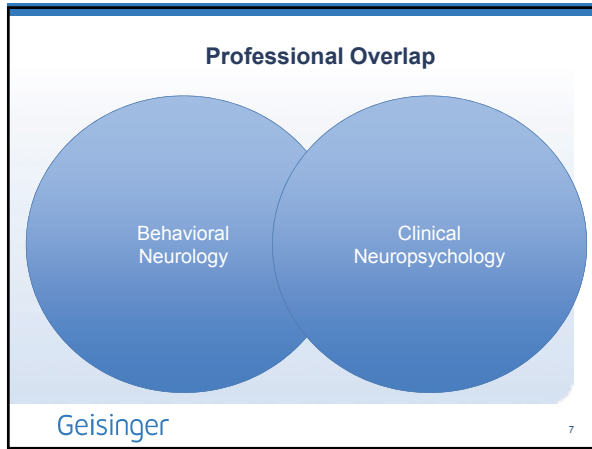 Professional Overlap
Behavioral
Neurology
Clinical
Neuropsychology
Geisinger
7